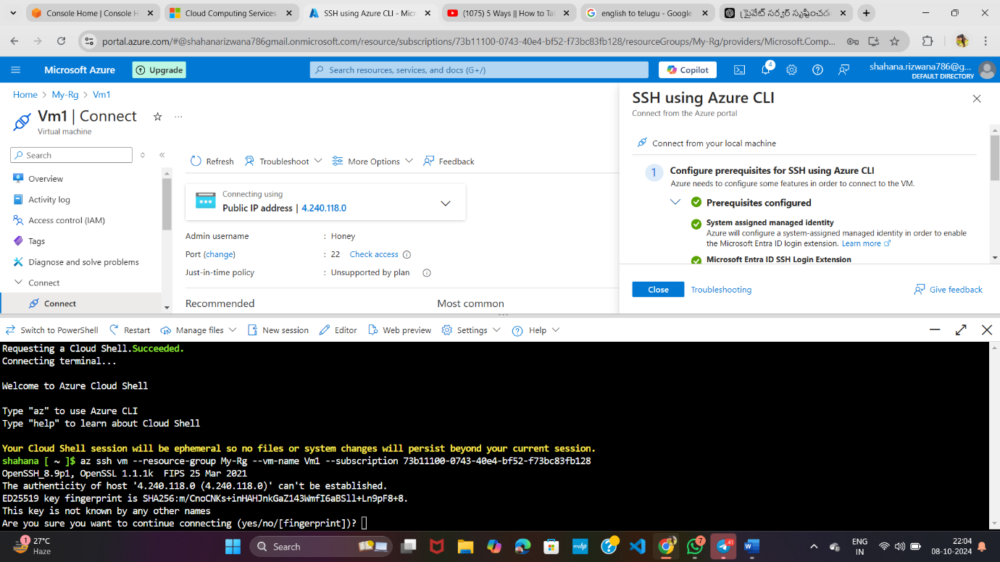 Console Home | Console H
Cloud Computing Services
SSH using Azure CLI - Micr
(1075) 5 Ways || How to Tal
english to telugu - Google
ప్రైవేట్ సర్వర్ సృష్టించడ
portal.azure.com/#@shahanarizwana786gmail.onmicrosoft.com/resource/subscriptions/73b11100-0743-40e4-bf52-f73bc83fb128/resourceGroups/My-Rg/providers/Microsoft.Comp...
Microsoft Azure
Upgrade
Search resources, services, and docs (G+/)
Copilot
4
shahana.rizwana786@g...
DEFAULT DIRECTORY
Home > My-Rg > Vm1
Vm1 | Connect
Virtual machine
Search
Overview
Activity log
Access control (IAM)
Tags
Diagnose and solve problems
Connect
Connect
Refresh
Troubleshoot
More Options
Feedback
Connecting using
Public IP address | 4.240.118.0
Admin username : Honey
Port (change) : 22 Check access
Just-in-time policy : Unsupported by plan
Recommended
Most common
SSH using Azure CLI
Connect from the Azure portal
Connect from your local machine
1
Configure prerequisites for SSH using Azure CLI
Azure needs to configure some features in order to connect to the VM.
Prerequisites configured
System assigned managed identity
Azure will configure a system-assigned managed identity in order to enable
the Microsoft Entra ID login extension. Learn more
Microsoft Entra ID SSH Login Extension
Close
Troubleshooting
Give feedback
Switch to PowerShell
Restart
Manage files
New session
Editor
Web preview
Settings
Help
Requesting a Cloud Shell.Succeeded.
Connecting terminal...
Welcome to Azure Cloud Shell
Type "az" to use Azure CLI
Type "help" to learn about Cloud Shell
Your Cloud Shell session will be ephemeral so no files or system changes will persist beyond your current session.
shahana [ ~ ]$ az ssh vm --resource-group My-Rg --vm-name Vm1 --subscription 73b11100-0743-40e4-bf52-f73bc83fb128
OpenSSH_8.9p1, OpenSSL 1.1.1k  FIPS 25 Mar 2021
The authenticity of host '4.240.118.0 (4.240.118.0)' can't be established.
ED25519 key fingerprint is SHA256:m/CnoCNKs+inHAHJnkGaZ143WmfI6aBSll+Ln9pF8+8.
This key is not known by any other names
Are you sure you want to continue connecting (yes/no/[fingerprint])?
1
27°C
Haze
Search
myhp
7
41
ENG
IN
22:04
08-10-2024